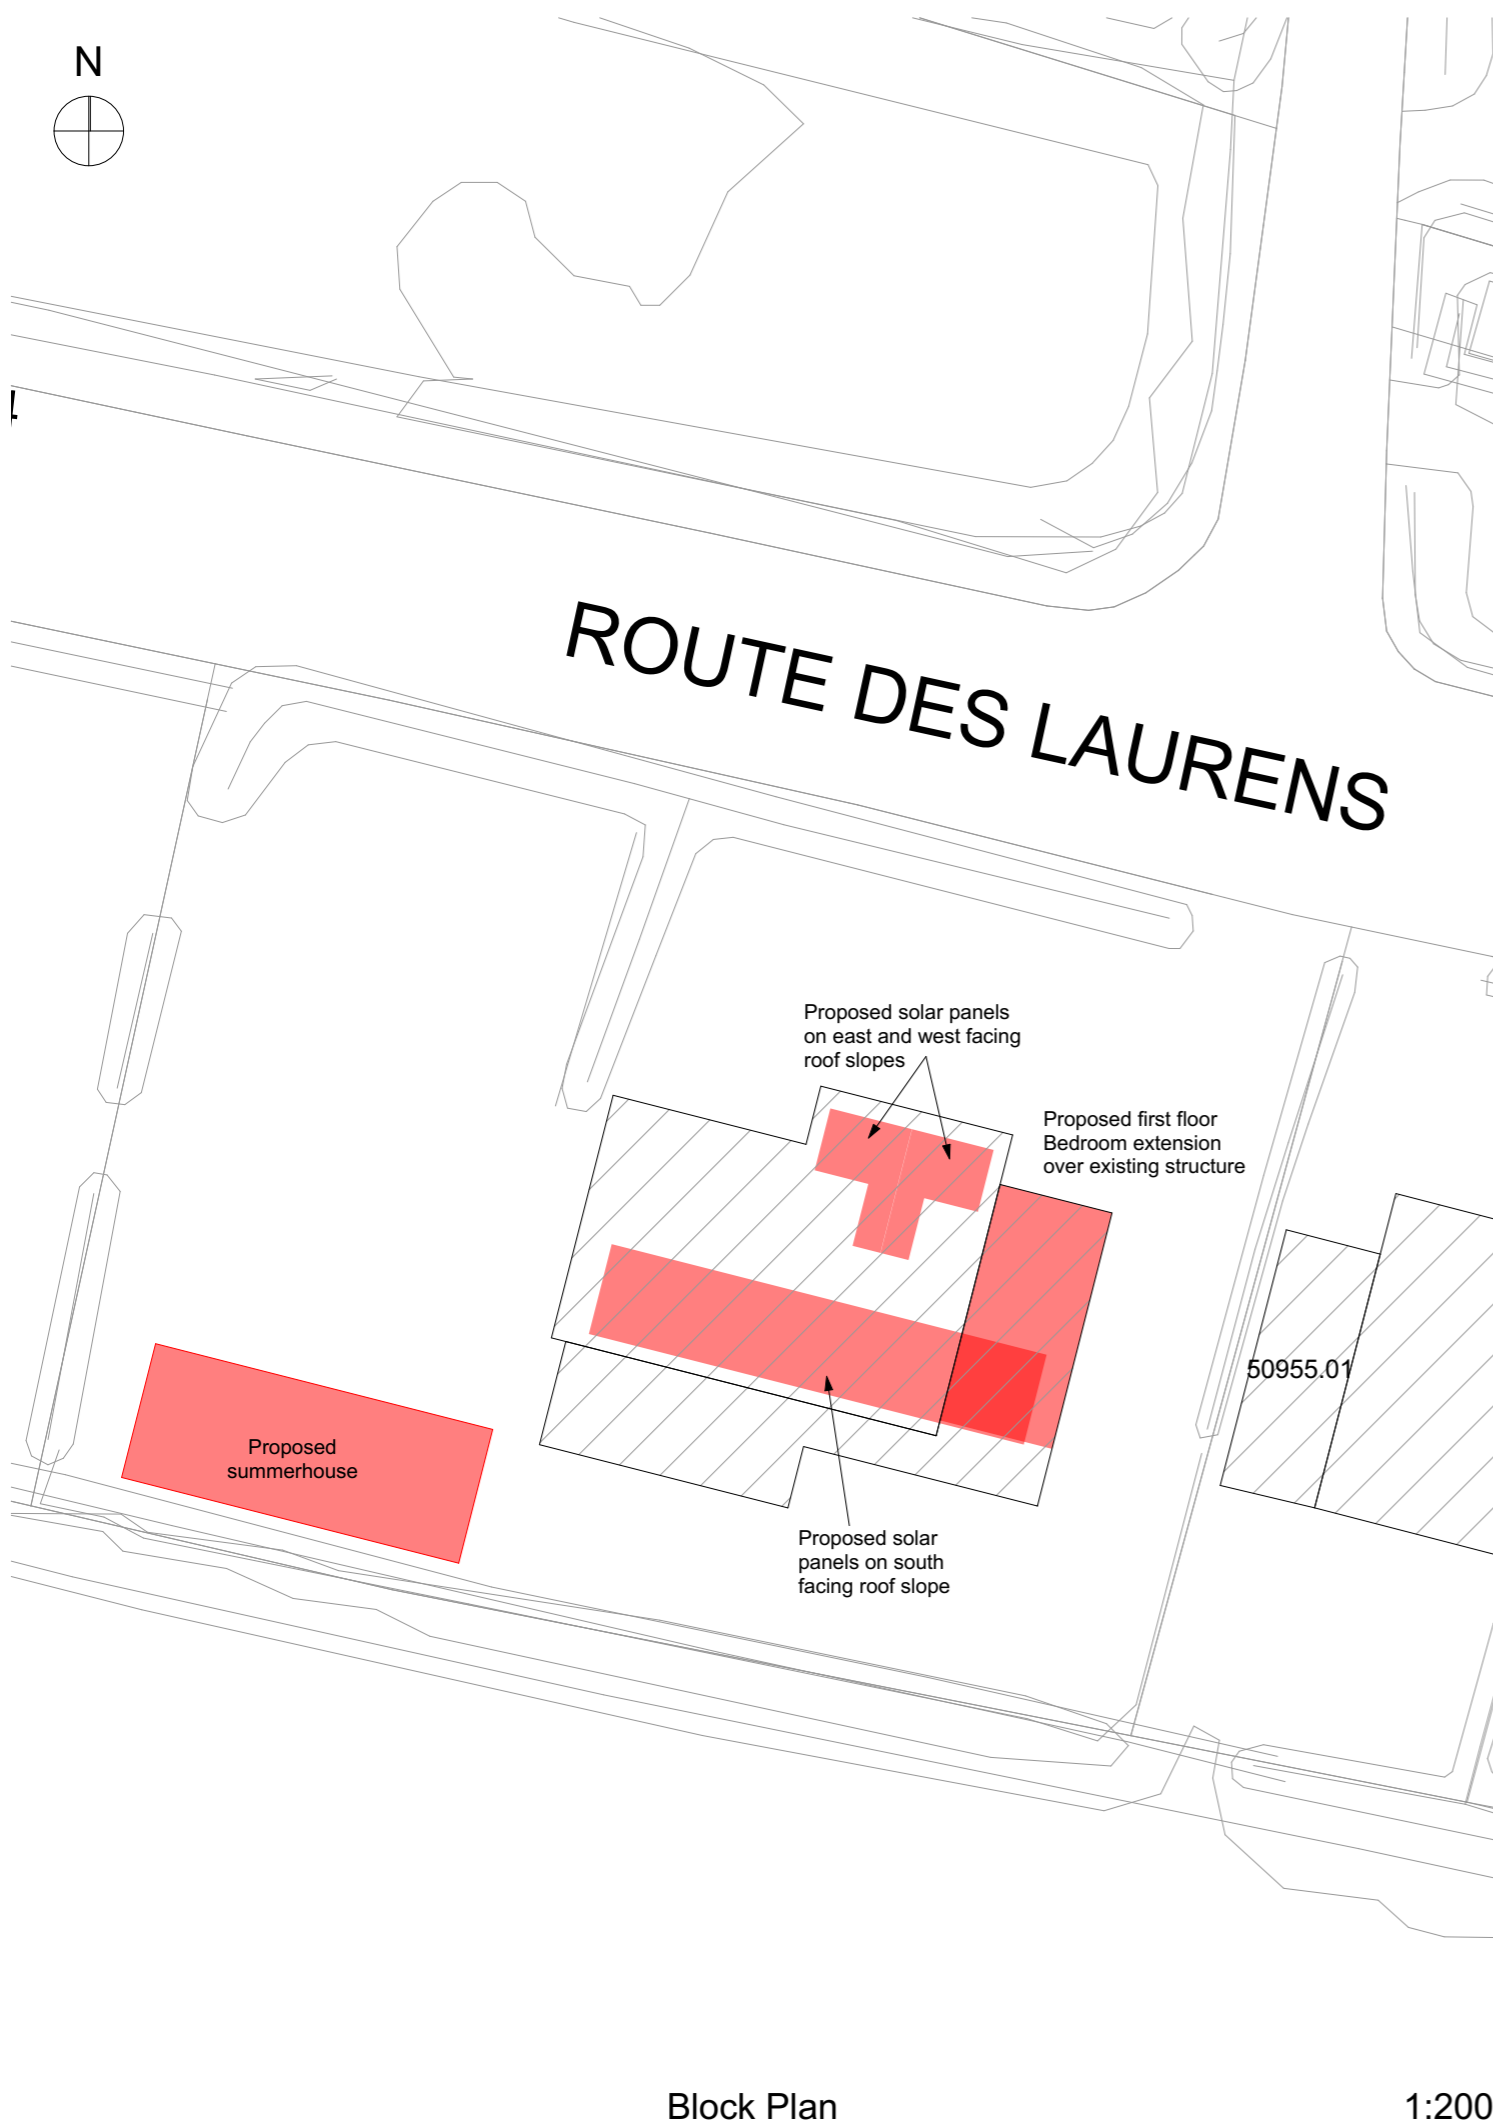 N
ROUTE DES LAURENS
Proposed solar panels
on east and west facing
roof slopes
Proposed first floor
Bedroom extension
over existing structure
50955.01
Proposed
summerhouse
Proposed solar
panels on south
facing roof slope
Block Plan
1:200